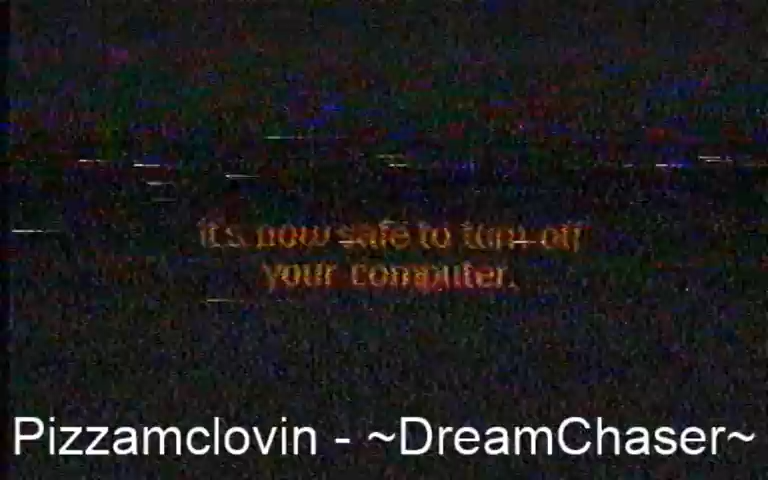 it's now safe to turn off
your computer.
Pizzamclovin - ~DreamChaser~